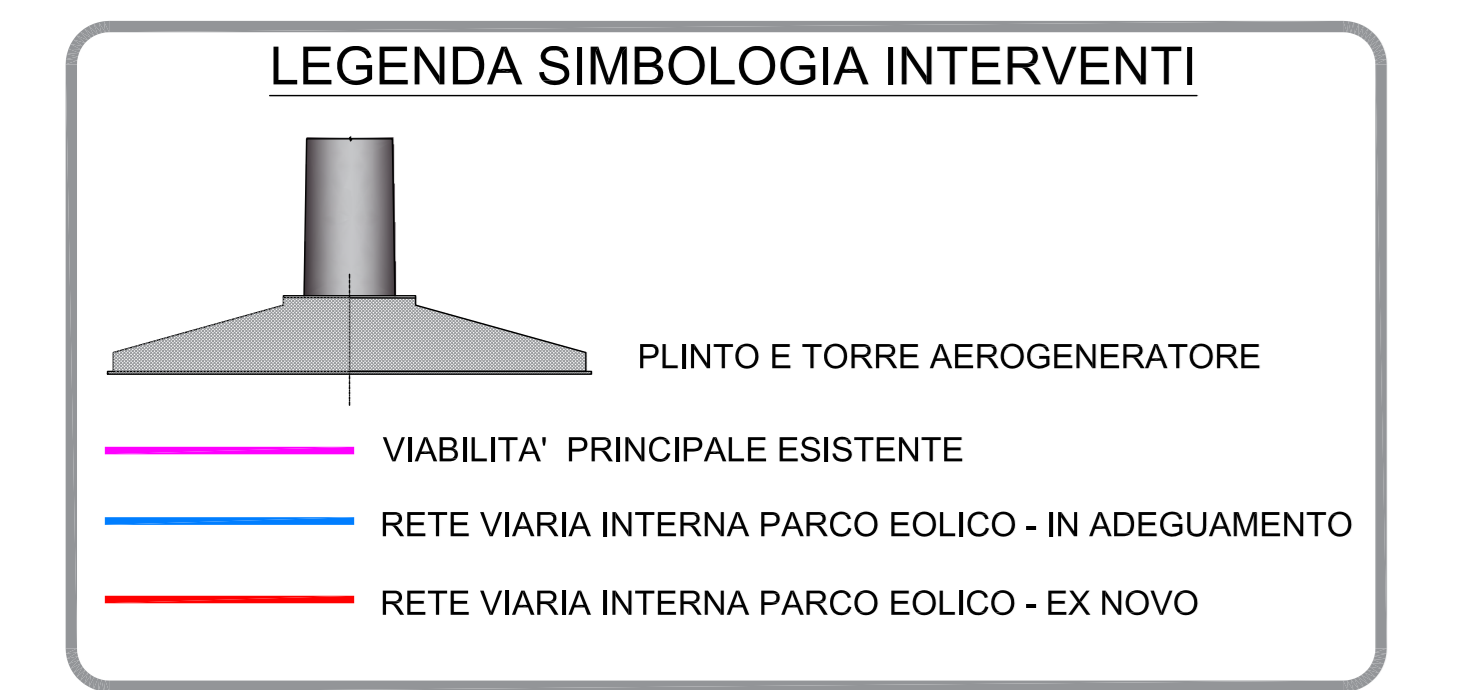 LEGENDA SIMBOLOGIA INTERVENTI
PLINTO E TORRE AEROGENERATORE
VIABILITA' PRINCIPALE ESISTENTE
RETE VIARIA INTERNA PARCO EOLICO - IN ADEGUAMENTO
RETE VIARIA INTERNA PARCO EOLICO - EX NOVO